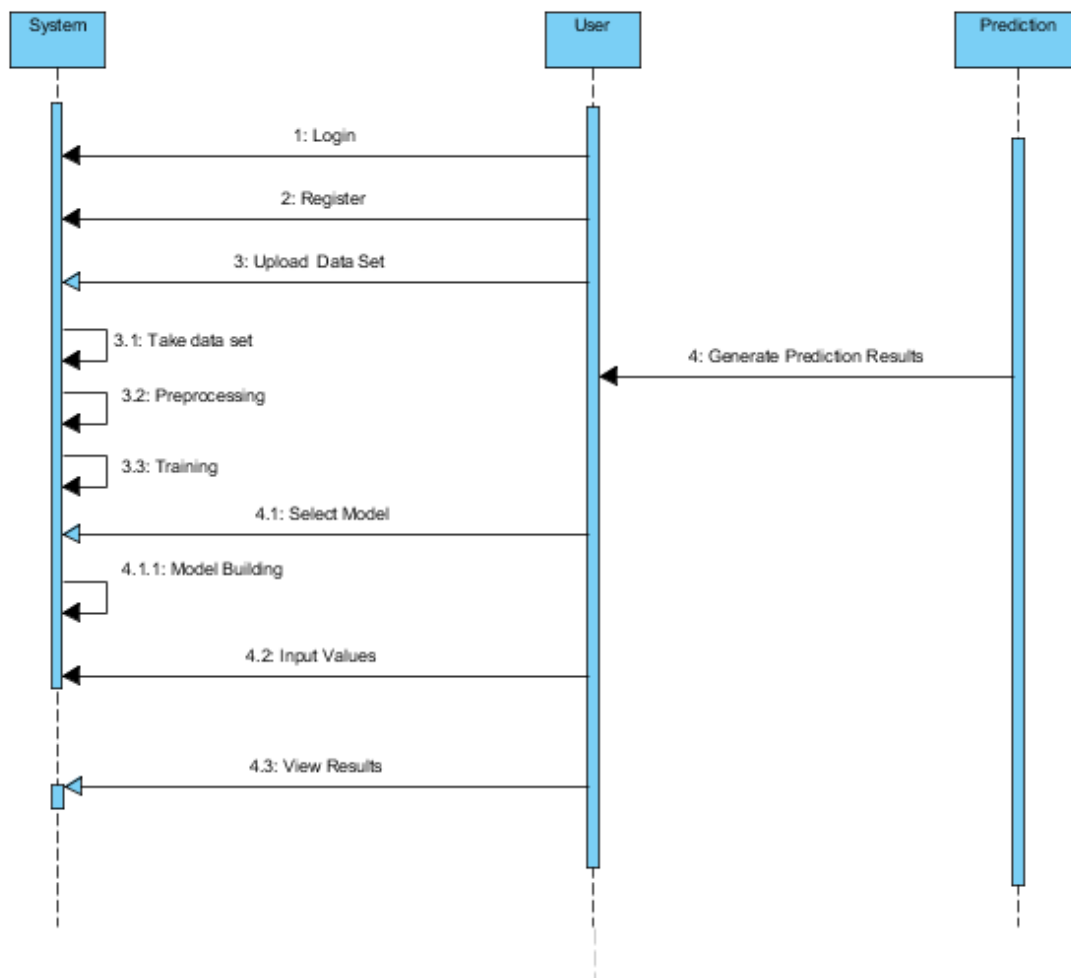 System
User
Prediction
1: Login
2: Register
3: Upload Data Set
3.1: Take data set
4: Generate Prediction Results
3.2: Preprocessing
3.3: Training
4.1: Select Model
4.1.1: Model Building
4.2: Input Values
4.3: View Results